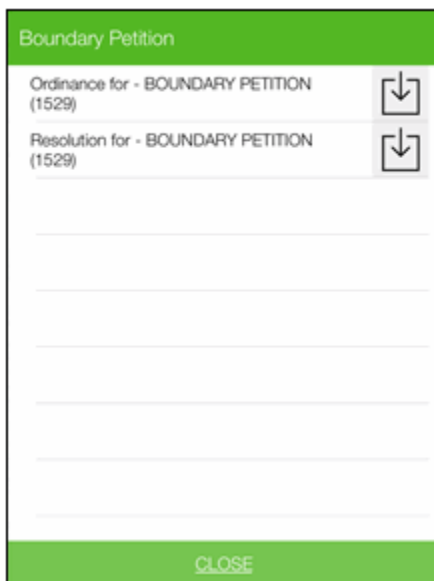 Boundary Petition
Ordinance for - BOUNDARY PETITION
(1529)
Resolution for - BOUNDARY PETITION
(1529)
CLOSE